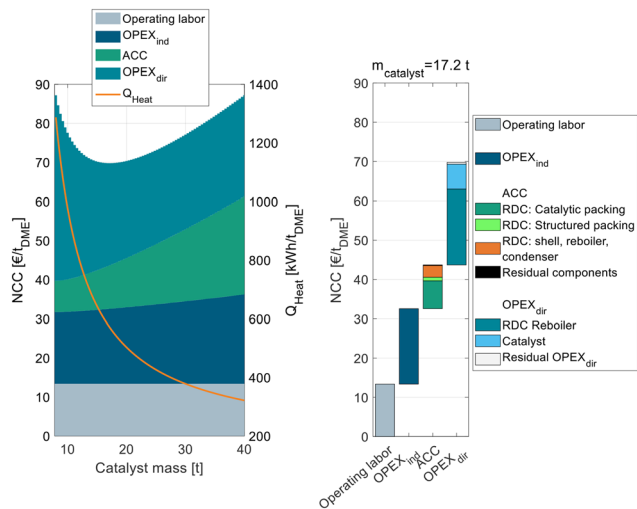 Operating labor
OPEX_ind
ACC
OPEX_dir
Q_Heat
90
80
70
60
50
40
30
20
10
0
NCC [€/t_DME]
1400
1200
1000
800
600
400
200
Q_Heat [kWh/t_DME]
10
20
30
40
Catalyst mass [t]
m_catalyst=17.2 t
90
80
70
60
50
40
30
20
10
0
NCC [€/t_DME]
Operating labor
OPEX_ind
ACC
OPEX_dir
Operating labor
OPEX_ind
ACC
RDC: Catalytic packing
RDC: Structured packing
RDC: shell, reboiler,
condenser
Residual components
OPEX_dir
RDC Reboiler
Catalyst
Residual OPEX_dir